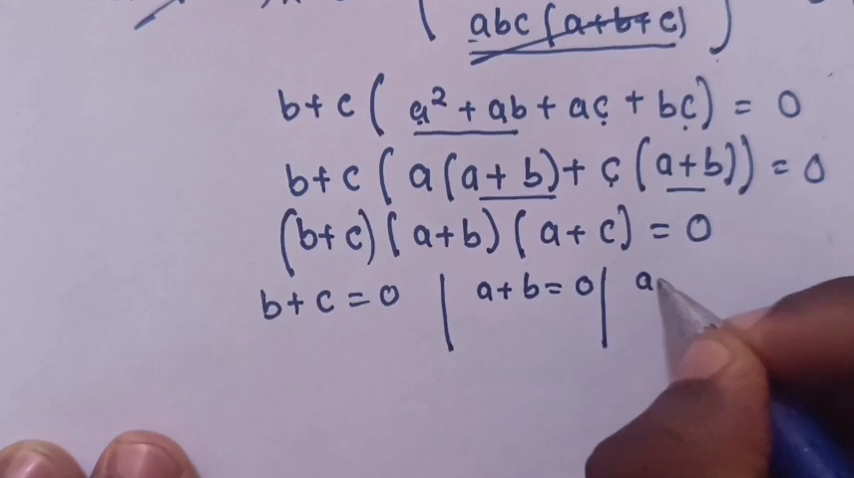 abc (a+b+c)
b+c ( a² + ab + ac + bc) = 0
b+c ( a (a+b) + c (a+b)) = 0
(b+c) (a+b) (a+c) = 0
b+c = 0 | a+b = 0 | a